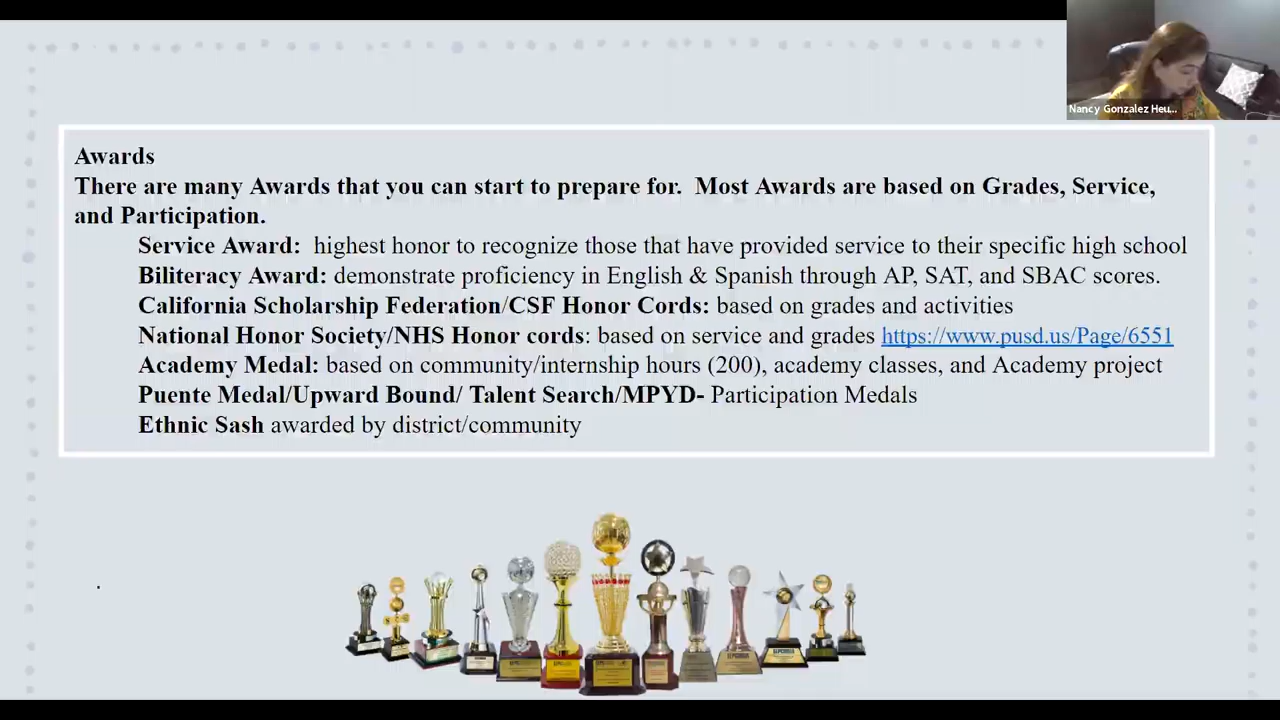 Nancy Gonzalez Heu...
Awards
There are many Awards that you can start to prepare for.  Most Awards are based on Grades, Service,
and Participation.
Service Award:  highest honor to recognize those that have provided service to their specific high school
Biliteracy Award: demonstrate proficiency in English & Spanish through AP, SAT, and SBAC scores.
California Scholarship Federation/CSF Honor Cords: based on grades and activities
National Honor Society/NHS Honor cords: based on service and grades https://www.pusd.us/Page/6551
Academy Medal: based on community/internship hours (200), academy classes, and Academy project
Puente Medal/Upward Bound/ Talent Search/MPYD- Participation Medals
Ethnic Sash awarded by district/community